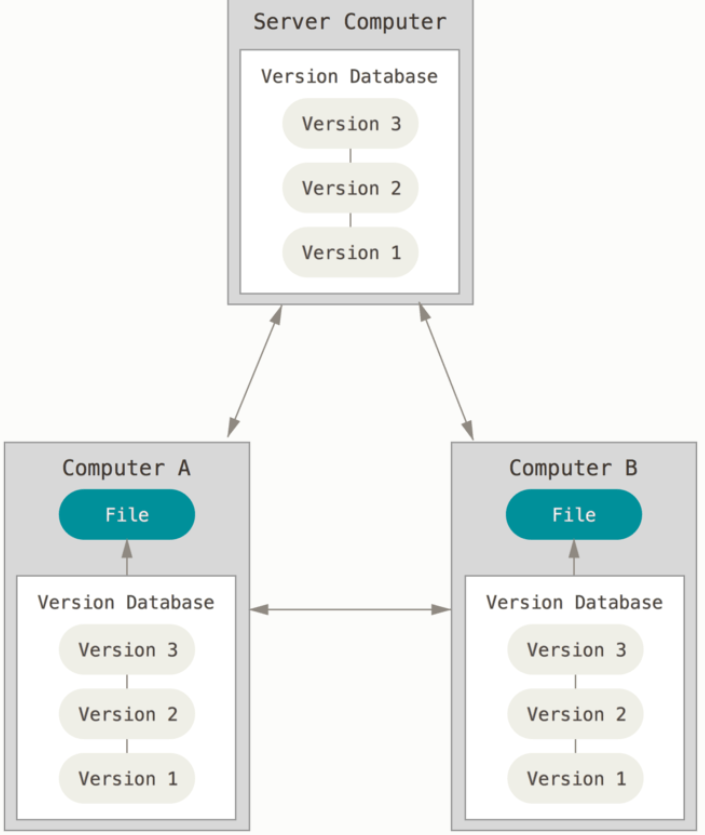 Server Computer
Version Database
Version 3
Version 2
Version 1
Computer A
File
Version Database
Version 3
Version 2
Version 1
Computer B
File
Version Database
Version 3
Version 2
Version 1